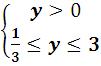 y > 0
1/3 ≤ y ≤ 3